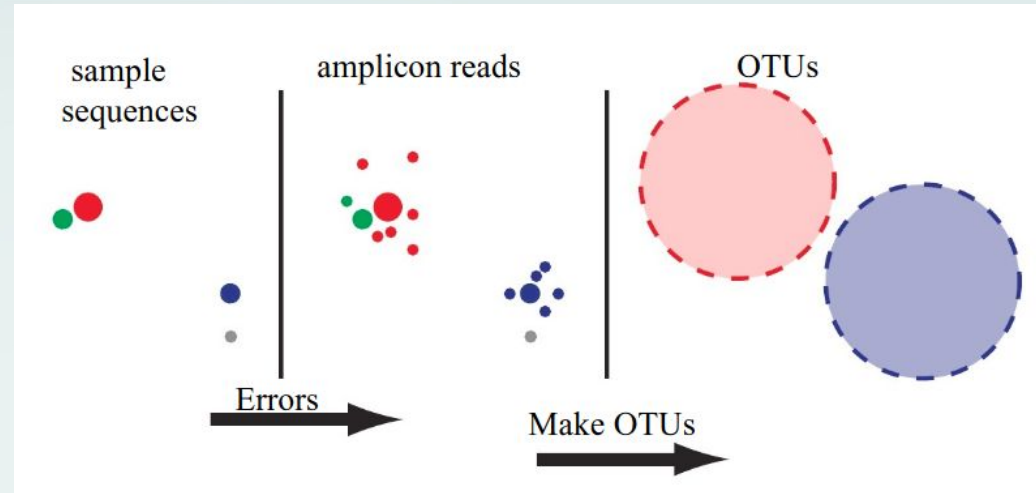 sample
sequences
amplicon reads
OTUs
Errors
Make OTUs